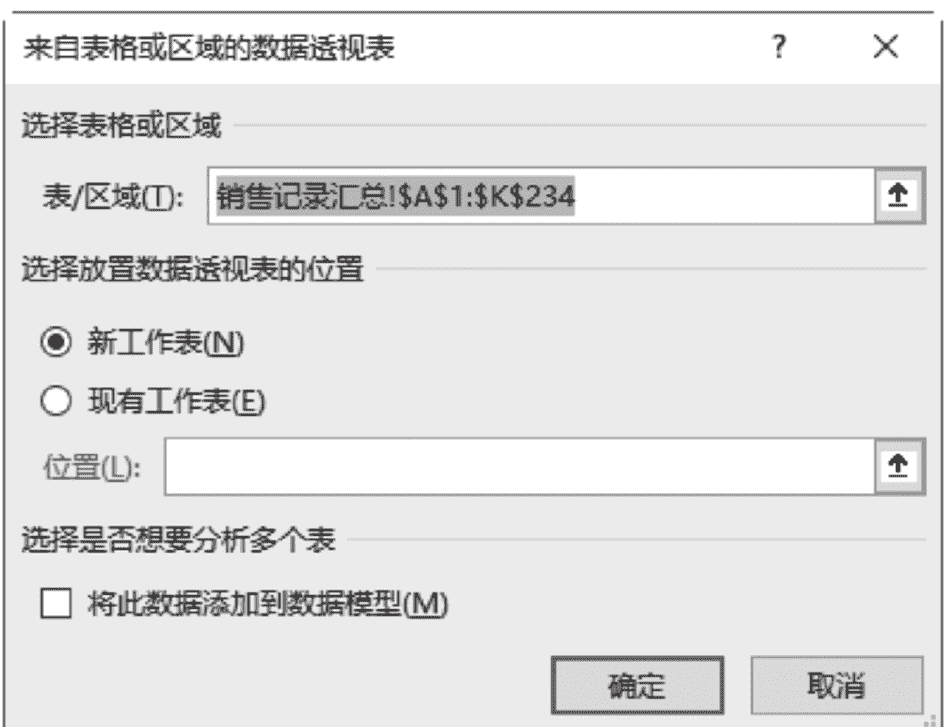 来自表格或区域的数据透视表 ?
选择表格或区域
表/区域(T): 销售记录汇总!$A$1:$K$234
选择放置数据透视表的位置
新工作表(N)
现有工作表(E)
位置(L):
选择是否想要分析多个表
将此数据添加到数据模型(M)
确定 取消